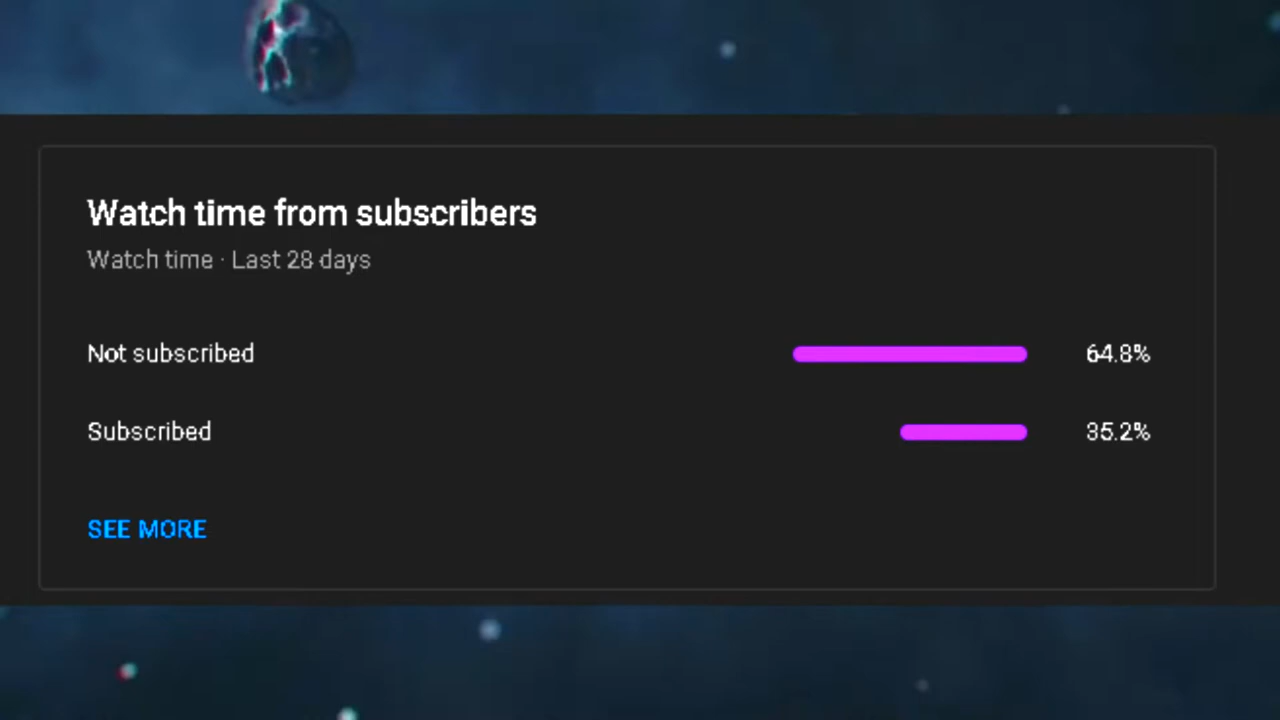 Watch time from subscribers
Watch time · Last 28 days
Not subscribed 64.8%
Subscribed 35.2%
SEE MORE